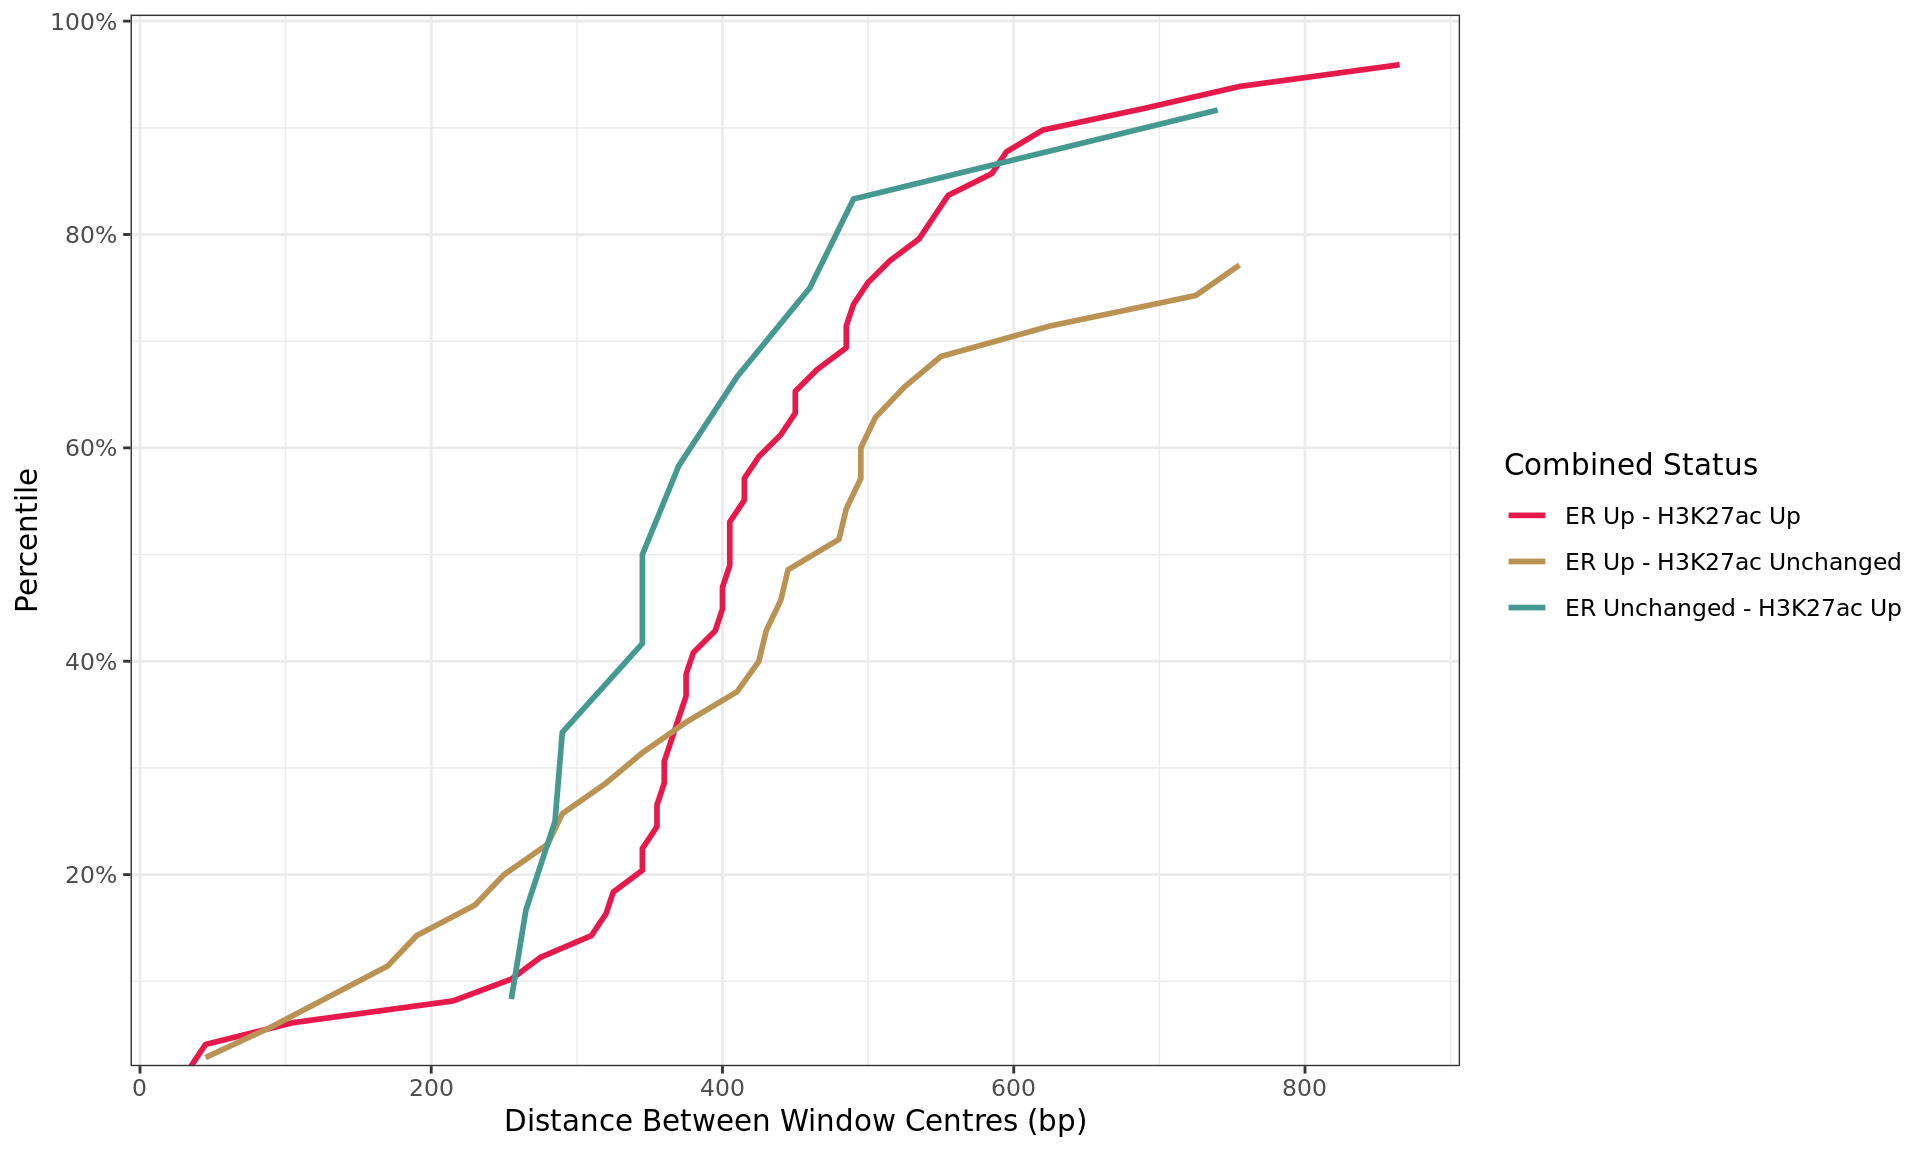 100%
80%
60%
40%
20%
Percentile
0
200
400
600
800
Distance Between Window Centres (bp)
Combined Status
ER Up - H3K27ac Up
ER Up - H3K27ac Unchanged
ER Unchanged - H3K27ac Up